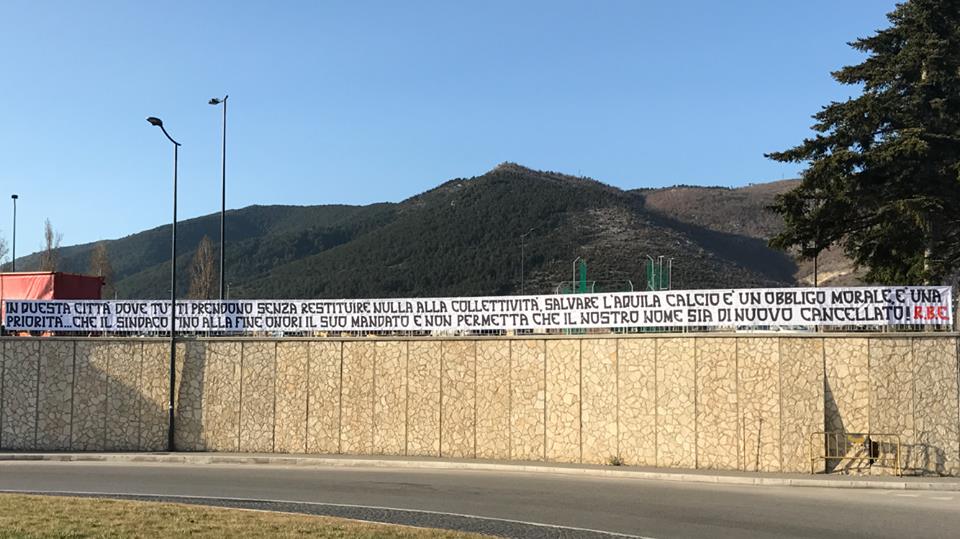 IN QUESTA CITTÀ DOVE TUTTI PRENDONO SENZA RESTITUIRE NULLA ALLA COLLETTIVITÀ, SALVARE L'AQUILA CALCIO E' UN OBBLIGO MORALE, E' UNA
PRIORITA'...CHE IL SINDACO FINO ALLA FINE ONORI IL SUO MANDATO E NON PERMETTA CHE IL NOSTRO NOME SIA DI NUOVO CANCELLATO! R.B.E.